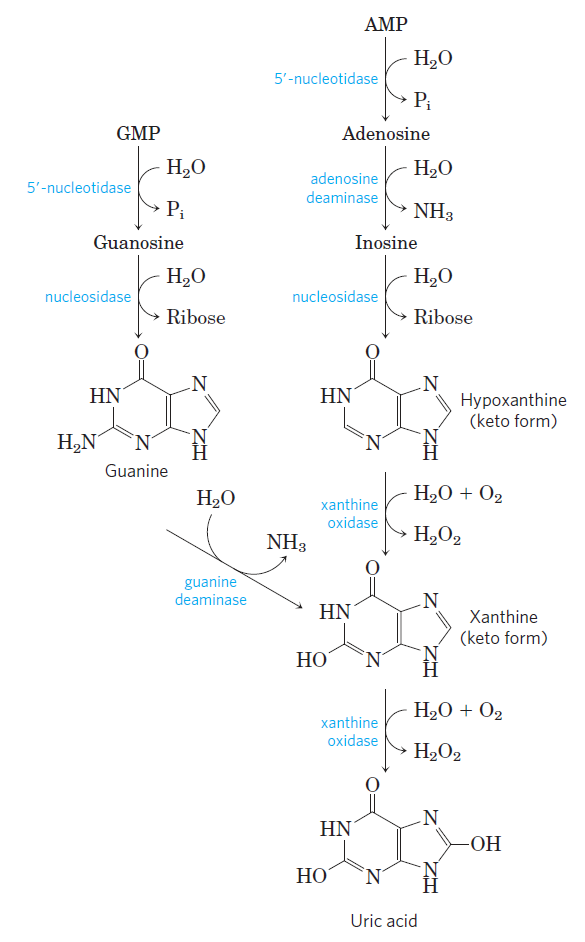 AMP
H₂O
5′-nucleotidase
Pᵢ
GMP
Adenosine
H₂O
5′-nucleotidase
Pᵢ
H₂O
adenosine
deaminase
NH₃
Guanosine
Inosine
H₂O
nucleosidase
Ribose
H₂O
nucleosidase
Ribose
O
HN
N
H₂N
N
N
H
Guanine
O
HN
N
N
N
H
Hypoxanthine
(keto form)
H₂O
NH₃
guanine
deaminase
H₂O + O₂
xanthine
oxidase
H₂O₂
O
HN
N
HO
N
N
H
Xanthine
(keto form)
H₂O + O₂
xanthine
oxidase
H₂O₂
O
HN
N
OH
HO
N
N
H
Uric acid